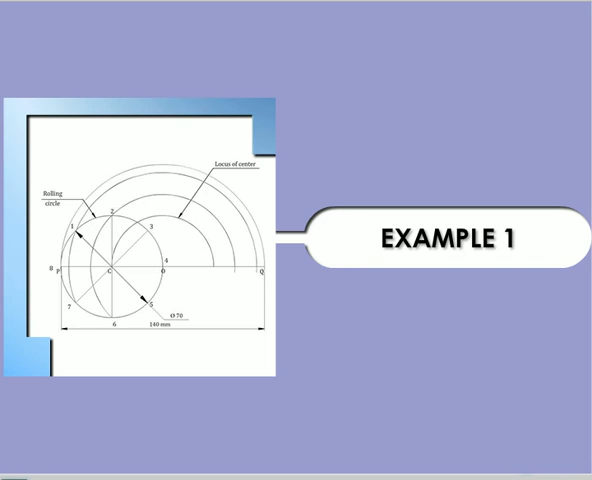 Locus of center
Rolling
circle
2
1
3
4
8
P
C
O
Q
7
5
6
Ø 70
140 mm
EXAMPLE 1